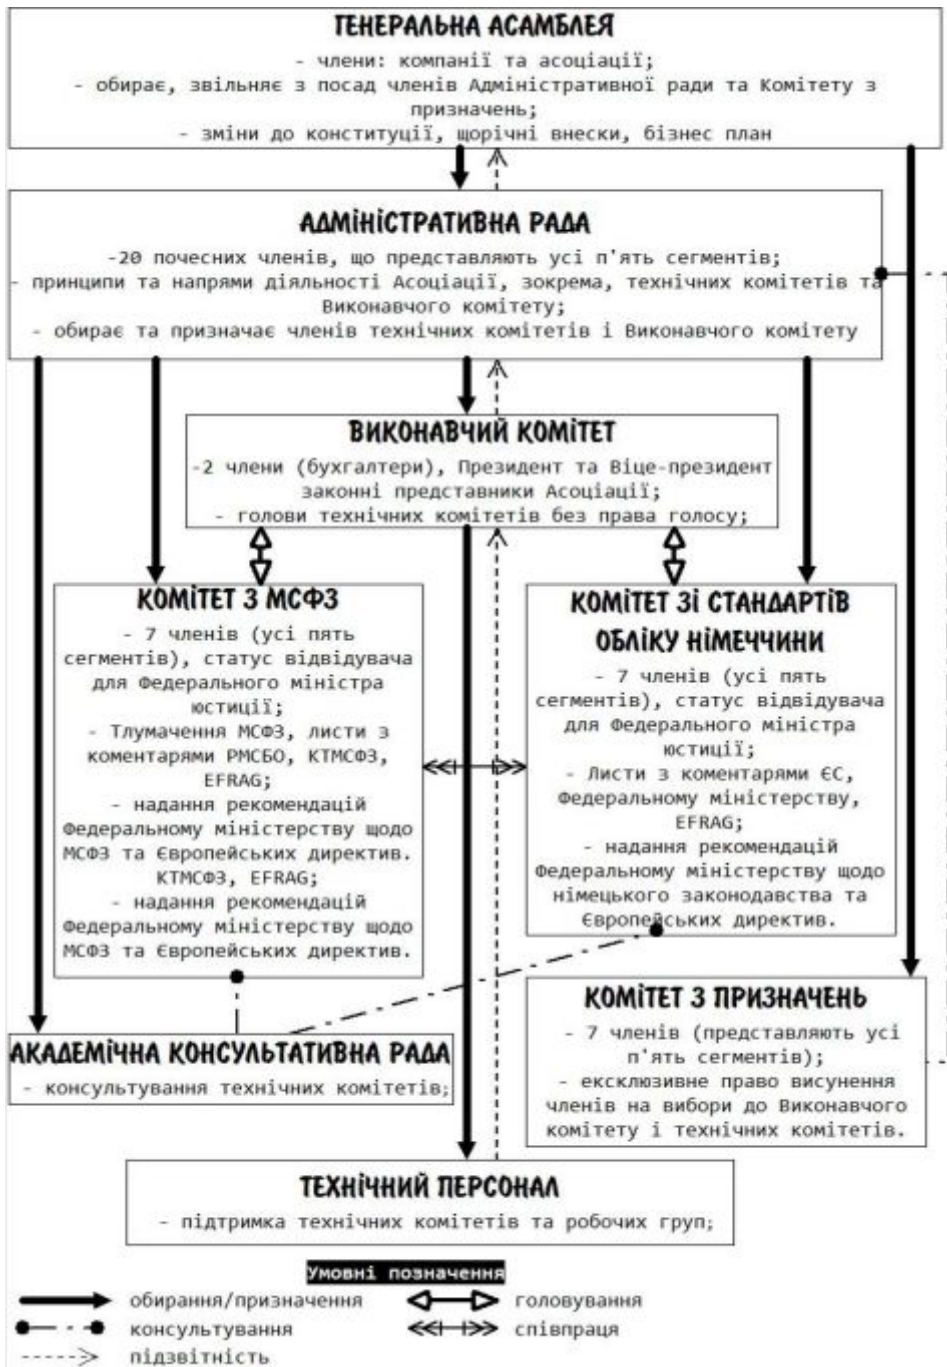 ГЕНЕРАЛЬНА АСАМБЛЕЯ
- члени: компанії та асоціації;
- обирає, звільняє з посад членів Адміністративної ради та Комітету з
призначень;
- зміни до конституції, щорічні внески, бізнес план
АДМІНІСТРАТИВНА РАДА
-20 почесних членів, що представляють усі п'ять сегментів;
- принципи та напрями діяльності Асоціації, зокрема, технічних комітетів та
Виконавчого комітету;
- обирає та призначає членів технічних комітетів і Виконавчого комітету
ВИКОНАВЧИЙ КОМІТЕТ
-2 члени (бухгалтери), Президент та Віце-президент
законні представники Асоціації;
- голови технічних комітетів без права голосу;
КОМІТЕТ З МСФЗ
- 7 членів (усі пять
сегментів), статус відвідувача
для Федерального міністра
юстиції;
- Тлумачення МСФЗ, листи з
коментарями РМСБО, КТМСФЗ,
EFRAG;
- надання рекомендацій
Федеральному міністерству щодо
МСФЗ та Європейських директив.
КТМСФЗ, EFRAG;
- надання рекомендацій
Федеральному міністерству щодо
МСФЗ та Європейських директив.
КОМІТЕТ ЗІ СТАНДАРТІВ
ОБЛІКУ НІМЕЧЧИНИ
- 7 членів (усі пять
сегментів), статус відвідувача
для Федерального міністра
юстиції;
- Листи з коментарями ЄС,
Федеральному міністерству,
EFRAG;
- надання рекомендацій
Федеральному міністерству щодо
німецького законодавства та
Європейських директив.
АКАДЕМІЧНА КОНСУЛЬТАТИВНА РАДА
- консультування технічних комітетів;
КОМІТЕТ З ПРИЗНАЧЕНЬ
- 7 членів (представляють усі
п'ять сегментів);
- ексклюзивне право висунення
членів на вибори до Виконавчого
комітету і технічних комітетів.
ТЕХНІЧНИЙ ПЕРСОНАЛ
- підтримка технічних комітетів та робочих груп;
Умовні позначення
обирання/призначення
головування
консультування
співпраця
підзвітність